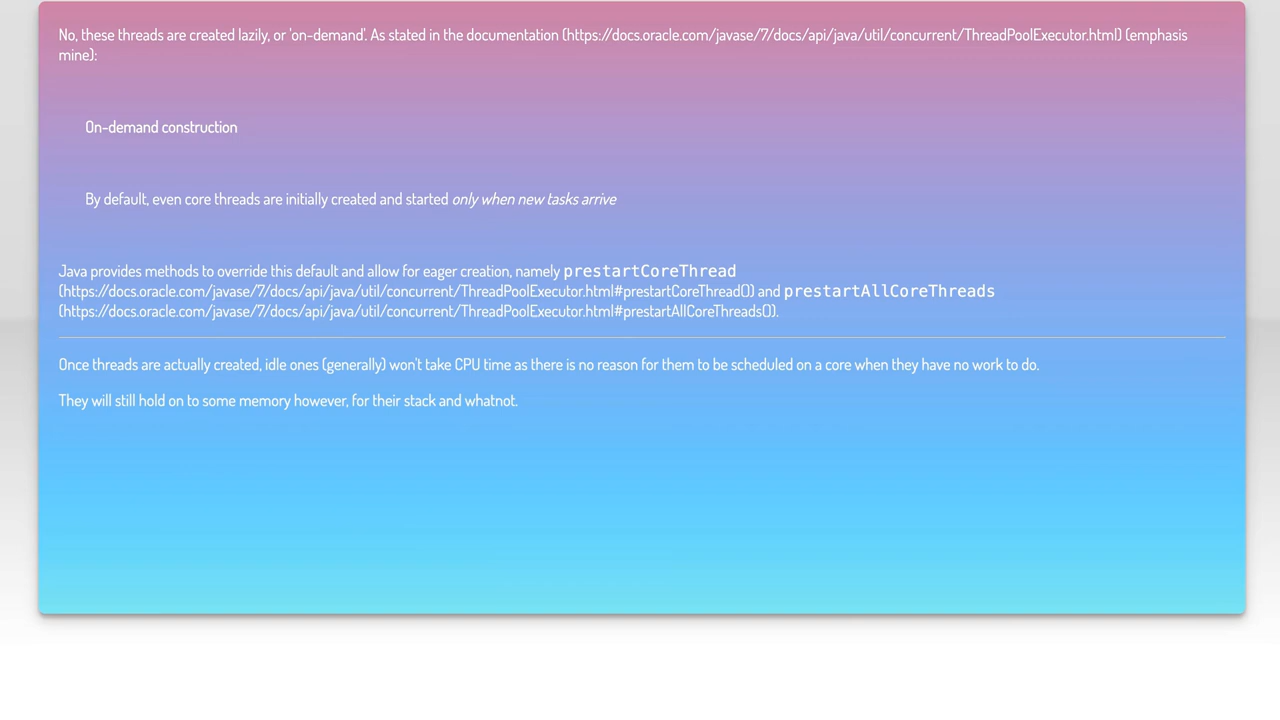 No, these threads are created lazily, or 'on-demand'. As stated in the documentation (https://docs.oracle.com/javase/7/docs/api/java/util/concurrent/ThreadPoolExecutor.html) (emphasis
mine):
On-demand construction
By default, even core threads are initially created and started only when new tasks arrive
Java provides methods to override this default and allow for eager creation, namely prestartCoreThread
(https://docs.oracle.com/javase/7/docs/api/java/util/concurrent/ThreadPoolExecutor.html#prestartCoreThread()) and prestartAllCoreThreads
(https://docs.oracle.com/javase/7/docs/api/java/util/concurrent/ThreadPoolExecutor.html#prestartAllCoreThreads()).
Once threads are actually created, idle ones (generally) won't take CPU time as there is no reason for them to be scheduled on a core when they have no work to do.
They will still hold on to some memory however, for their stack and whatnot.